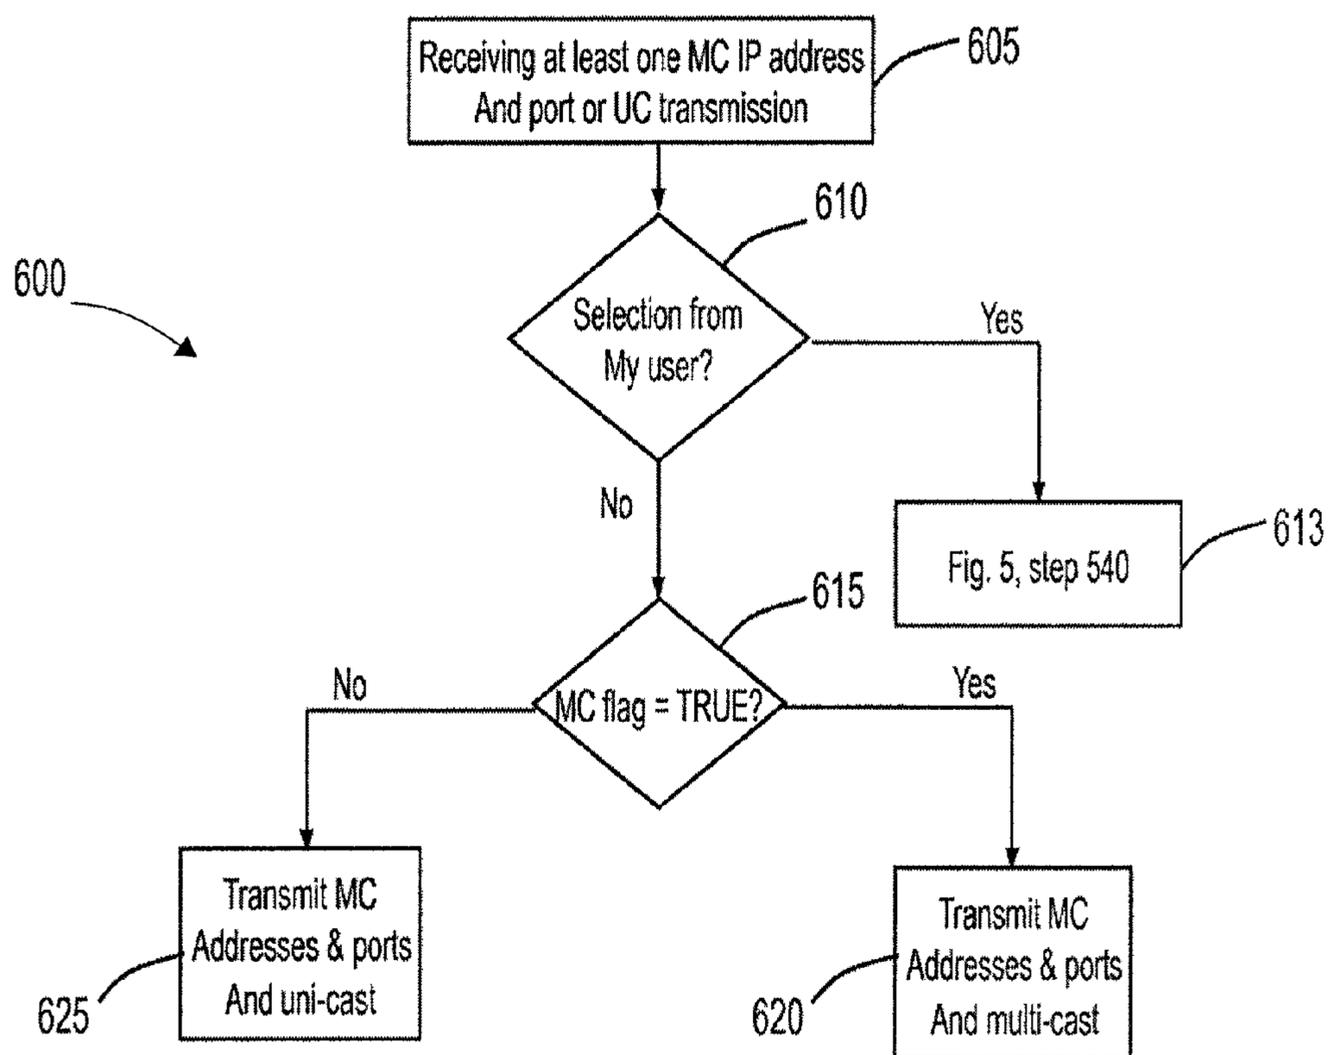 Receiving at least one MC IP address
And port or UC transmission
605
610
600
Selection from
My user?
Yes
No
613
Fig. 5, step 540
615
No
MC flag = TRUE?
Yes
Transmit MC
Addresses & ports
And uni-cast
625
Transmit MC
Addresses & ports
And multi-cast
620